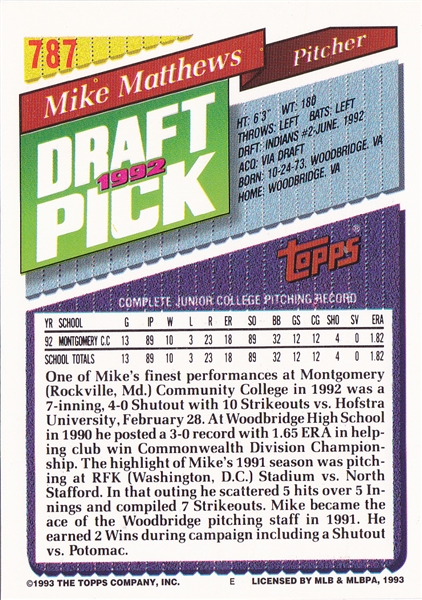 787
Mike Matthews
Pitcher
DRAFT
1992
PICK
HT: 6'3" WT: 180
THROWS: LEFT BATS: LEFT
DRFT: INDIANS #2-JUNE, 1992
ACQ: VIA DRAFT
BORN: 10-24-73, WOODBRIDGE, VA
HOME: WOODBRIDGE, VA
TOPPS
COMPLETE JUNIOR COLLEGE PITCHING RECORD
YR SCHOOL G IP W L R ER SO BB GS CG SHO SV ERA
92 MONTGOMERY C.C 13 89 10 3 23 18 89 32 12 12 4 0 1.82
SCHOOL TOTALS 13 89 10 3 23 18 89 32 12 12 4 0 1.82
One of Mike's finest performances at Montgomery
(Rockville, Md.) Community College in 1992 was a
7-inning, 4-0 Shutout with 10 Strikeouts vs. Hofstra
University, February 28. At Woodbridge High School
in 1990 he posted a 3-0 record with 1.65 ERA in help-
ing club win Commonwealth Division Champion-
ship. The highlight of Mike's 1991 season was pitch-
ing at RFK (Washington, D.C.) Stadium vs. North
Stafford. In that outing he scattered 5 hits over 5 In-
nings and compiled 7 Strikeouts. Mike became the
ace of the Woodbridge pitching staff in 1991. He
earned 2 Wins during campaign including a Shutout
vs. Potomac.
©1993 THE TOPPS COMPANY, INC. E LICENSED BY MLB & MLBPA, 1993